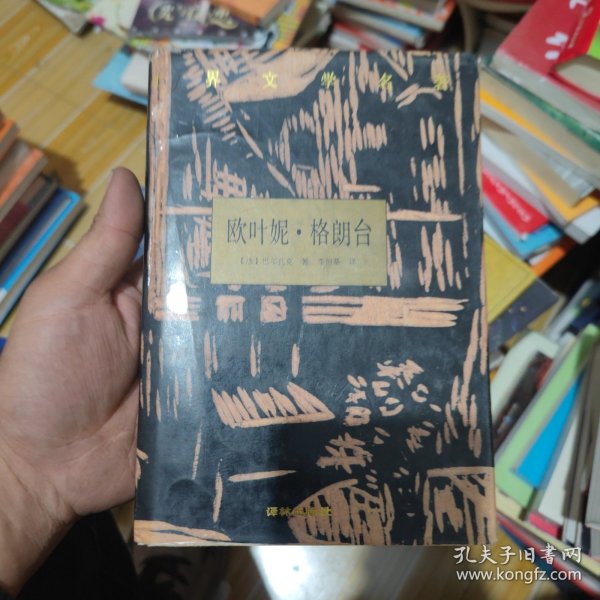 界文学名著
欧叶妮·格朗台
【法】巴尔扎克 著 李恒基 译
译林出版社
孔夫子旧书网
www.kongfz.com